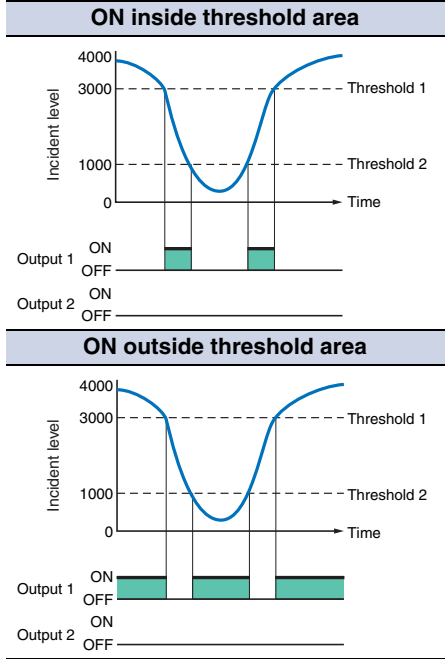 ON inside threshold area
4000
3000
Threshold 1
Incident level
1000
Threshold 2
0
Time
ON
Output 1
OFF
ON
Output 2
OFF
ON outside threshold area
4000
3000
Threshold 1
Incident level
1000
Threshold 2
0
Time
ON
Output 1
OFF
ON
Output 2
OFF